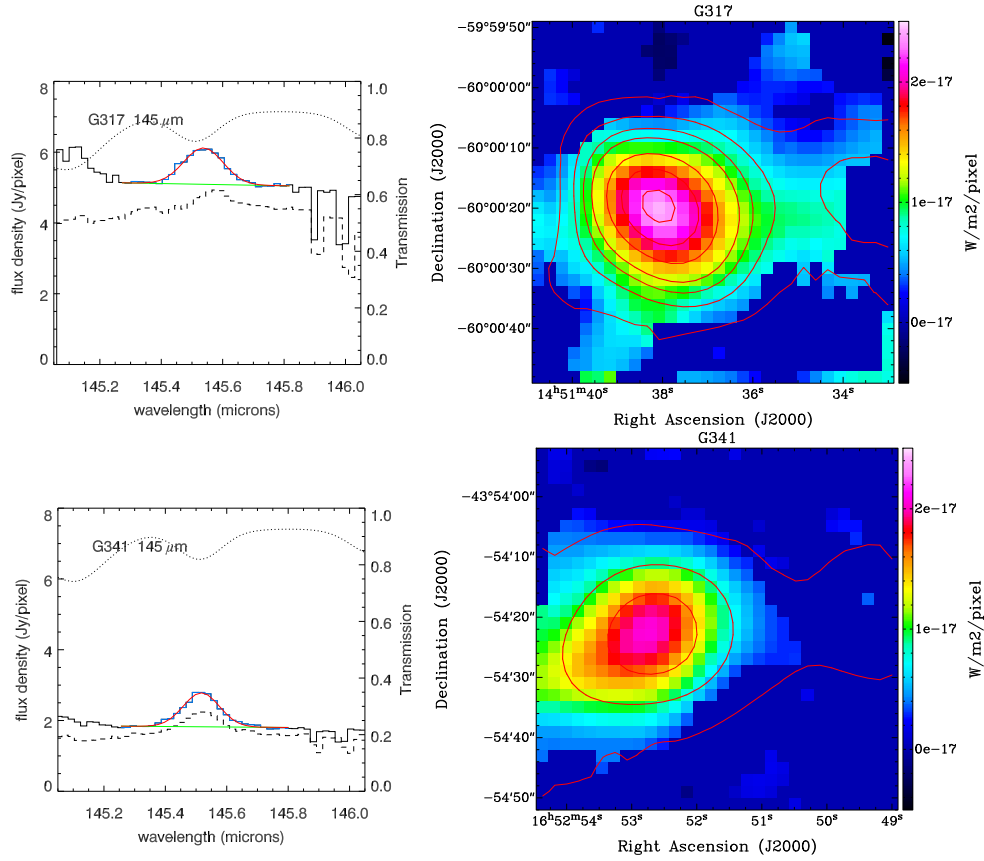 G317
G317 145 μm
8
6
4
2
0
flux density (Jy/pixel)
1.0
0.8
0.6
0.4
0.2
0.0
Transmission
145.2 145.4 145.6 145.8 146.0
wavelength (microns)
−59°59′50″
−60°00′00″
−60°00′10″
−60°00′20″
−60°00′30″
−60°00′40″
Declination (J2000)
14ʰ51ᵐ40ˢ 38ˢ 36ˢ 34ˢ
Right Ascension (J2000)
2e−17
1e−17
0e−17
W/m2/pixel
G341
G341 145 μm
8
6
4
2
0
flux density (Jy/pixel)
1.0
0.8
0.6
0.4
0.2
0.0
Transmission
145.2 145.4 145.6 145.8 146.0
wavelength (microns)
−43°54′00″
−54′10″
−54′20″
−54′30″
−54′40″
−54′50″
Declination (J2000)
16ʰ52ᵐ54ˢ 53ˢ 52ˢ 51ˢ 50ˢ 49ˢ
Right Ascension (J2000)
2e−17
1e−17
0e−17
W/m2/pixel